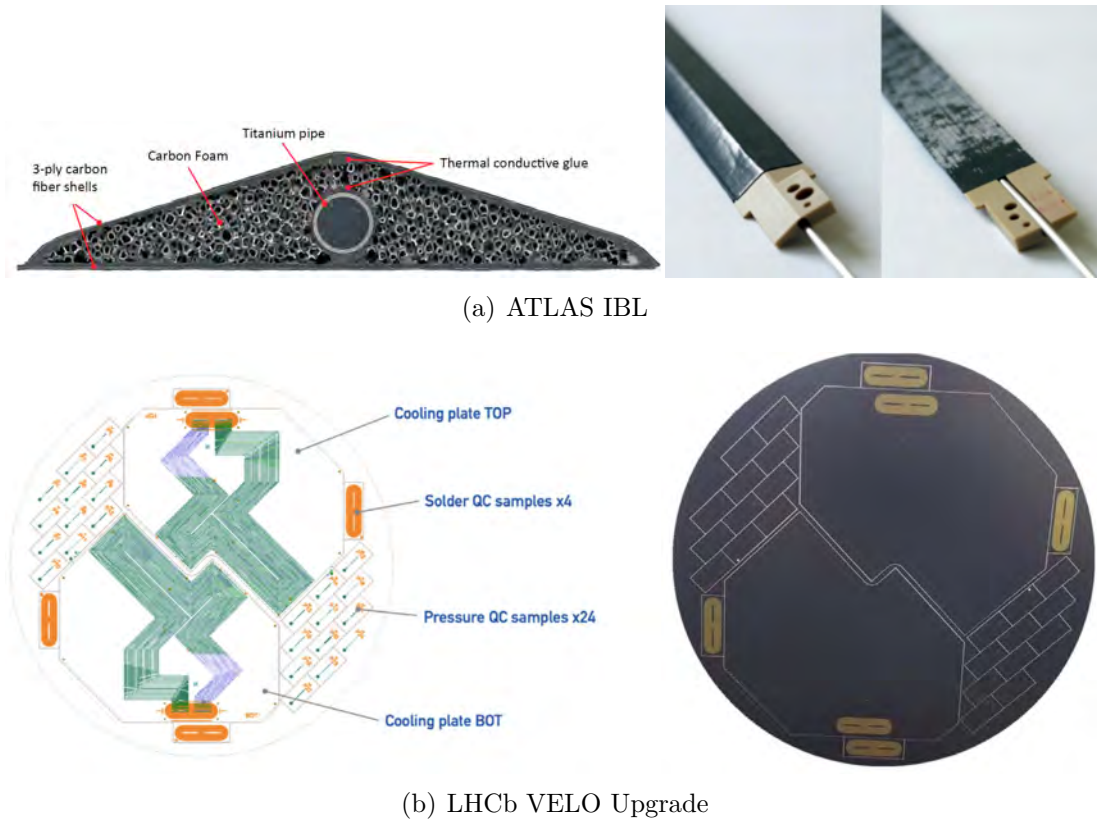 Titanium pipe
Carbon Foam
Thermal conductive glue
3-ply carbon
fiber shells
(a) ATLAS IBL
Cooling plate TOP
Solder QC samples x4
Pressure QC samples x24
Cooling plate BOT
(b) LHCb VELO Upgrade